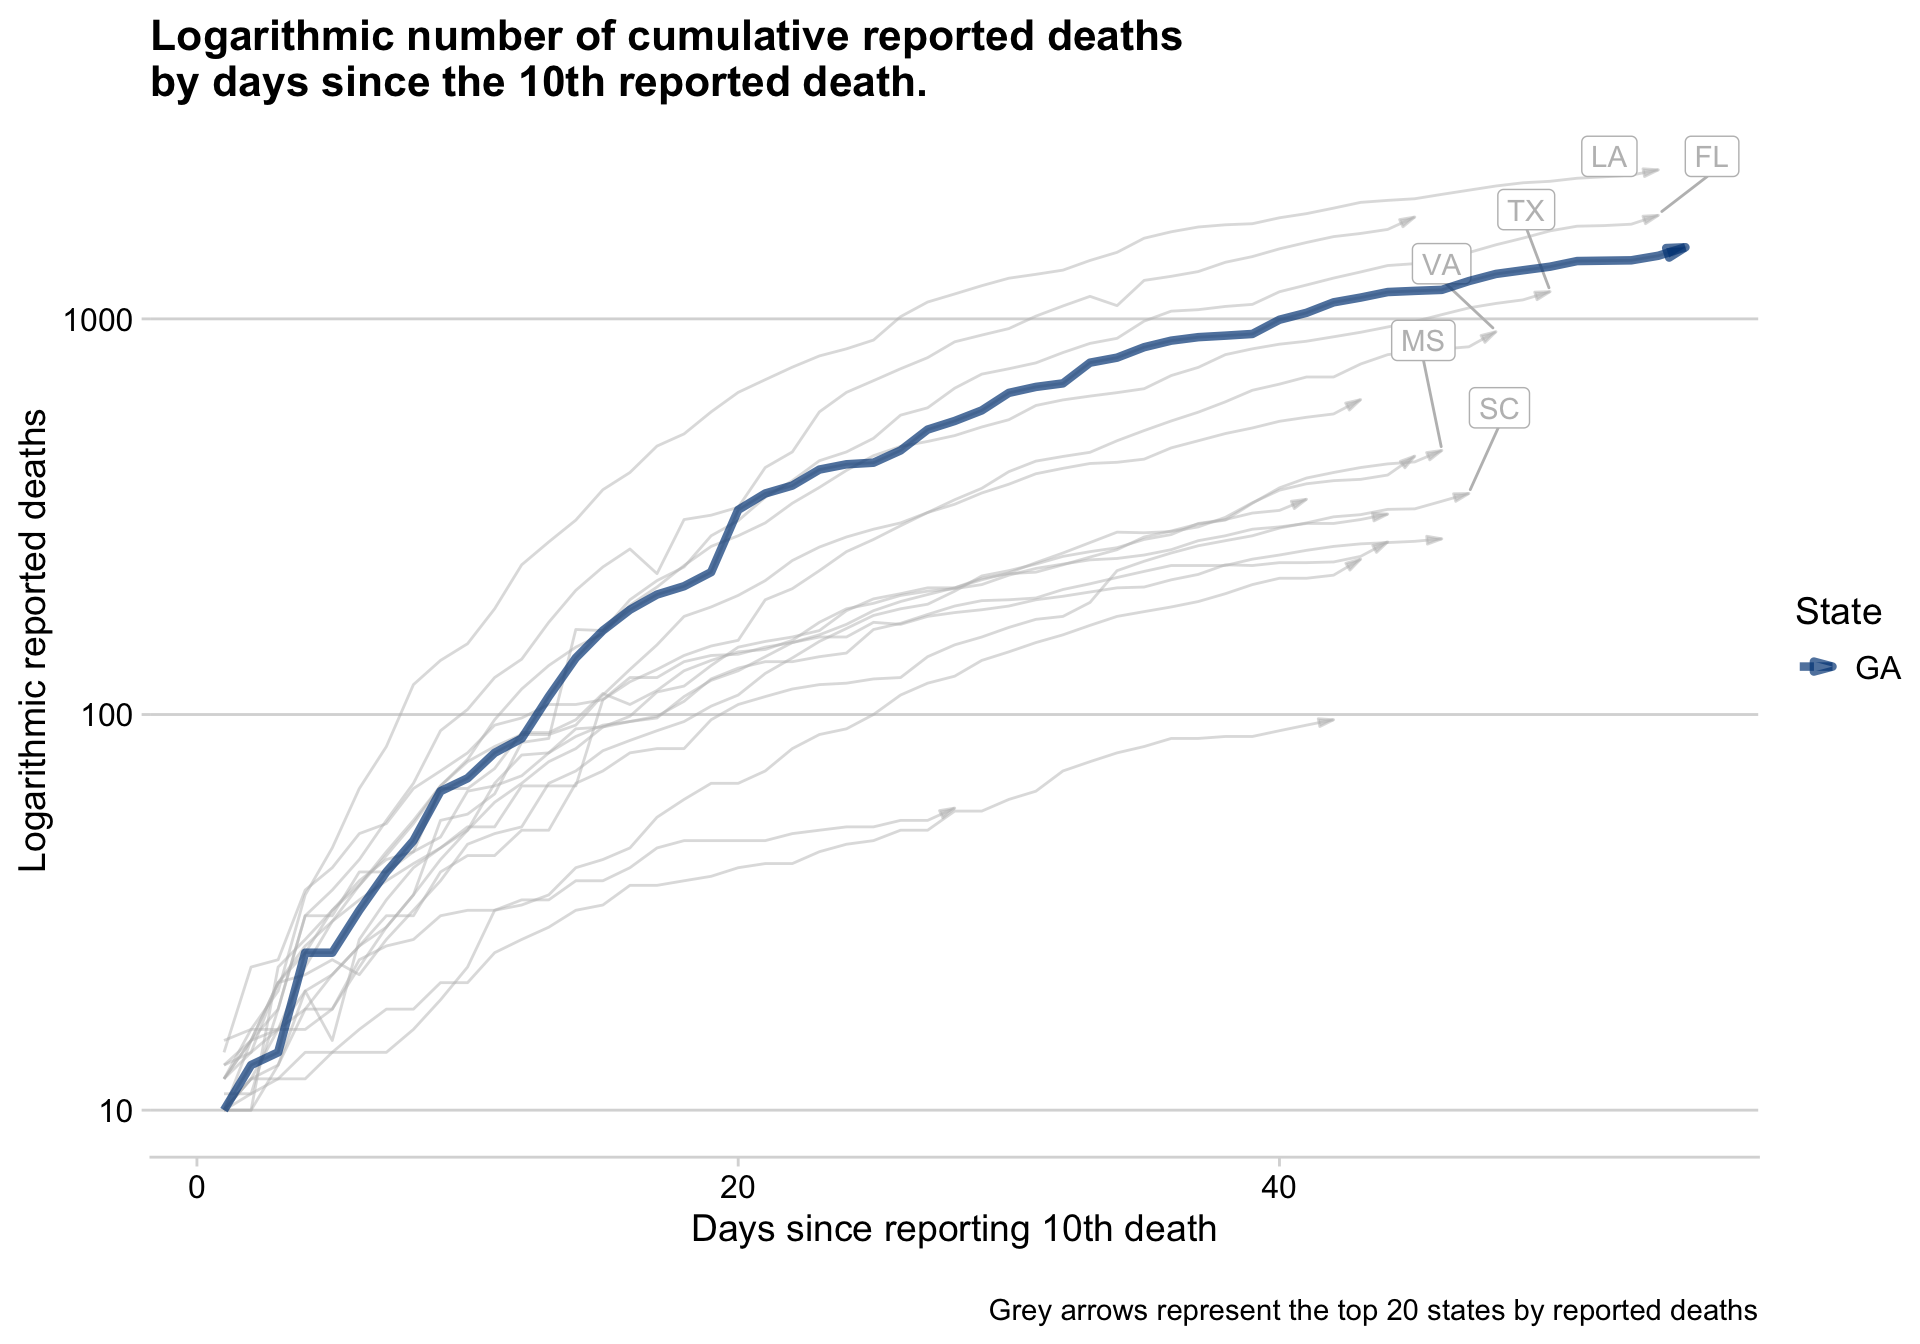 Logarithmic number of cumulative reported deaths
by days since the 10th reported death.
LA
FL
TX
VA
MS
SC
1000
100
10
Logarithmic reported deaths
0
20
40
Days since reporting 10th death
State
GA
Grey arrows represent the top 20 states by reported deaths